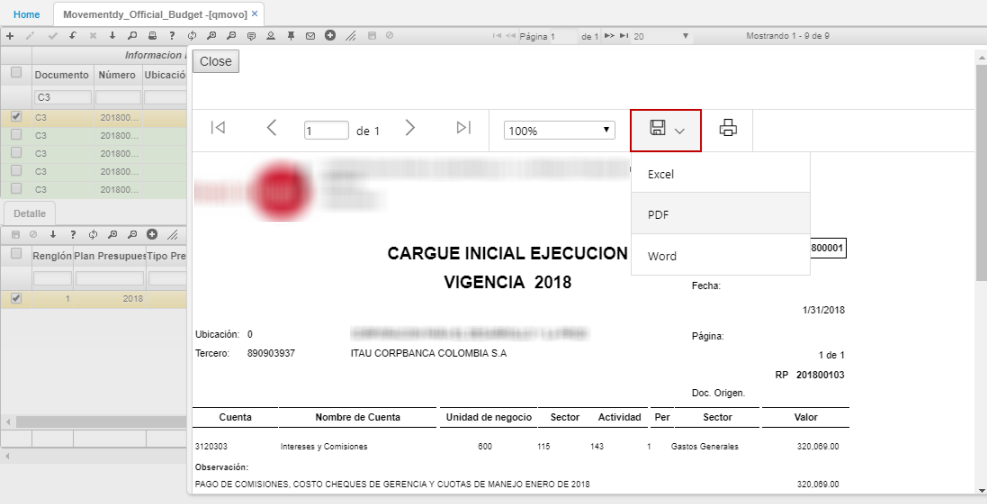 Home Movementdy_Official_Budget -[qmovo] ×
Página 1 de 1 20 Mostrando 1 - 9 de 9
Informacion
Documento Número Ubicació
C3
C3 201800...
C3 201800...
C3 201800...
C3 201800...
C3 201800...
Detalle
Renglón Plan Presupues Tipo Pre
1 2018
Close
1 de 1 100%
Excel
PDF
Word
CARGUE INICIAL EJECUCION
VIGENCIA 2018
800001
Fecha:
1/31/2018
Ubicación: 0
Página:
Tercero: 890903937 ITAU CORPBANCA COLOMBIA S.A
1 de 1
RP 201800103
Doc. Origen.
Cuenta Nombre de Cuenta Unidad de negocio Sector Actividad Per Sector Valor
3120303 Intereses y Comisiones 600 115 143 1 Gastos Generales 320,069.00
Observación:
PAGO DE COMISIONES, COSTO CHEQUES DE GERENCIA Y CUOTAS DE MANEJO ENERO DE 2018 320,069.00